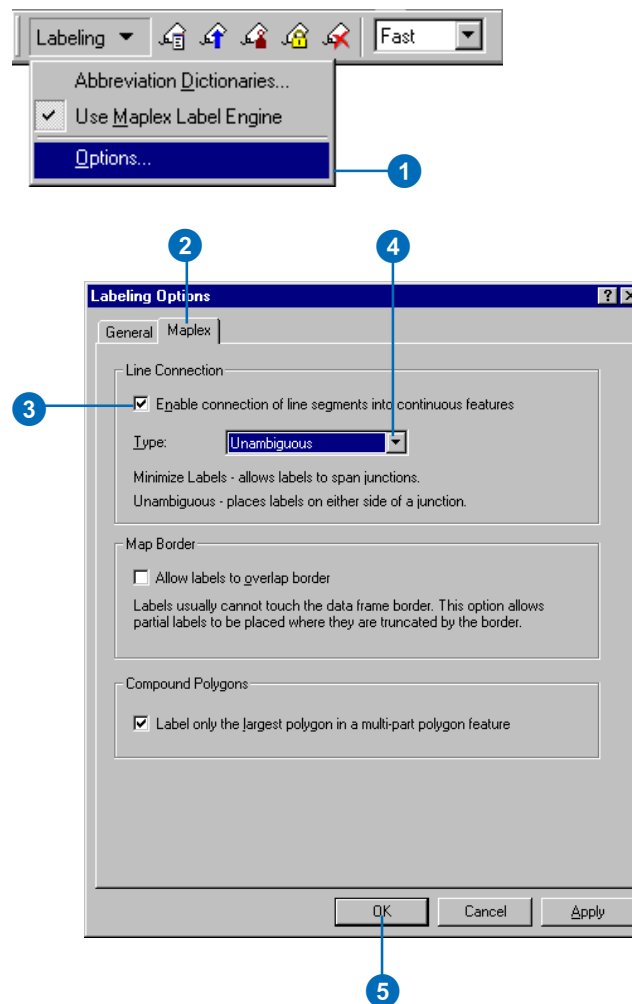 Labeling Fast
Abbreviation Dictionaries...
Use Maplex Label Engine
Options...
1
2
4
Labeling Options
General Maplex
Line Connection
3
Enable connection of line segments into continuous features
Type: Unambiguous
Minimize Labels - allows labels to span junctions.
Unambiguous - places labels on either side of a junction.
Map Border
Allow labels to overlap border
Labels usually cannot touch the data frame border. This option allows
partial labels to be placed where they are truncated by the border.
Compound Polygons
Label only the largest polygon in a multi-part polygon feature
OK Cancel Apply
5